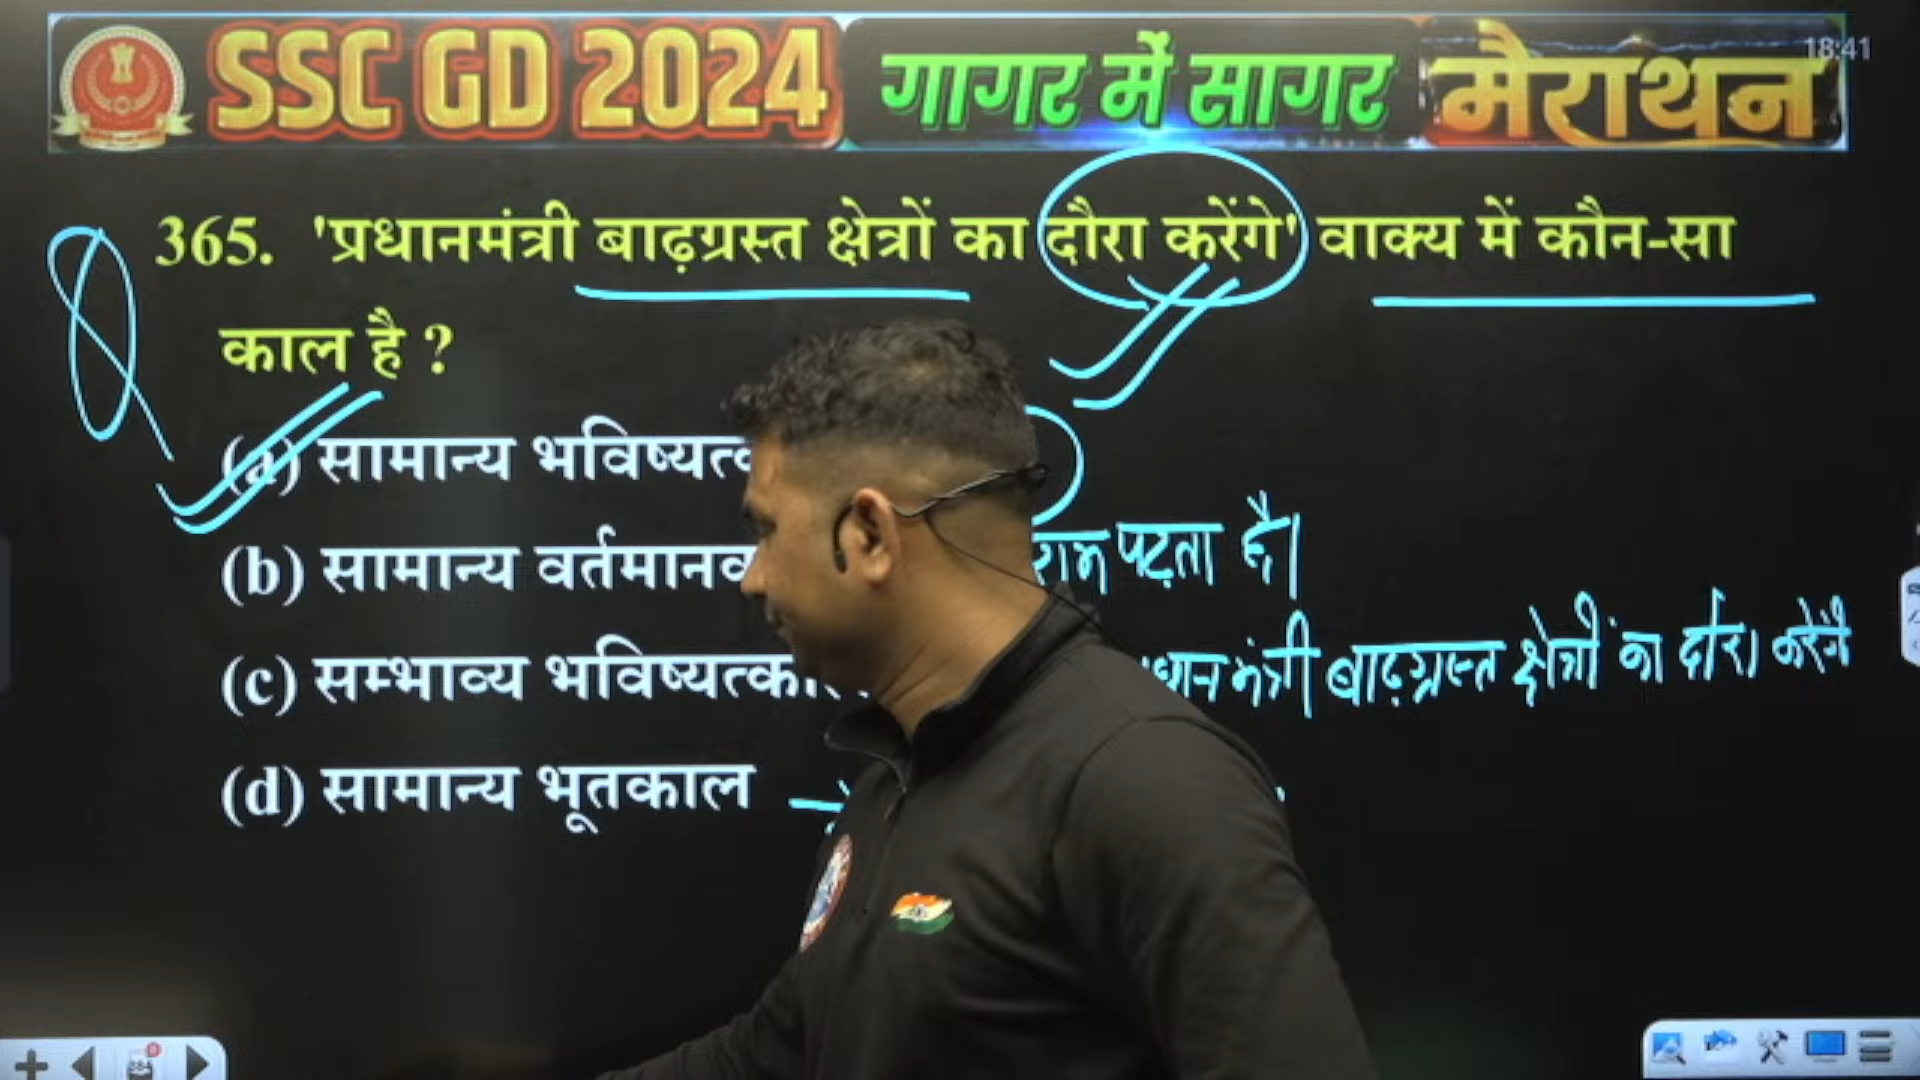 SSC GD 2024 गागर में सागर मैराथन
18:41
365. 'प्रधानमंत्री बाढ़ग्रस्त क्षेत्रों का दौरा करेंगे' वाक्य में कौन-सा
काल है ?
(a) सामान्य भविष्यत्
(b) सामान्य वर्तमान
राम पढ़ता है।
(c) सम्भाव्य भविष्यत्का
बाढ़ग्रस्त क्षेत्रों का दौरा करेंगे
(d) सामान्य भूतकाल